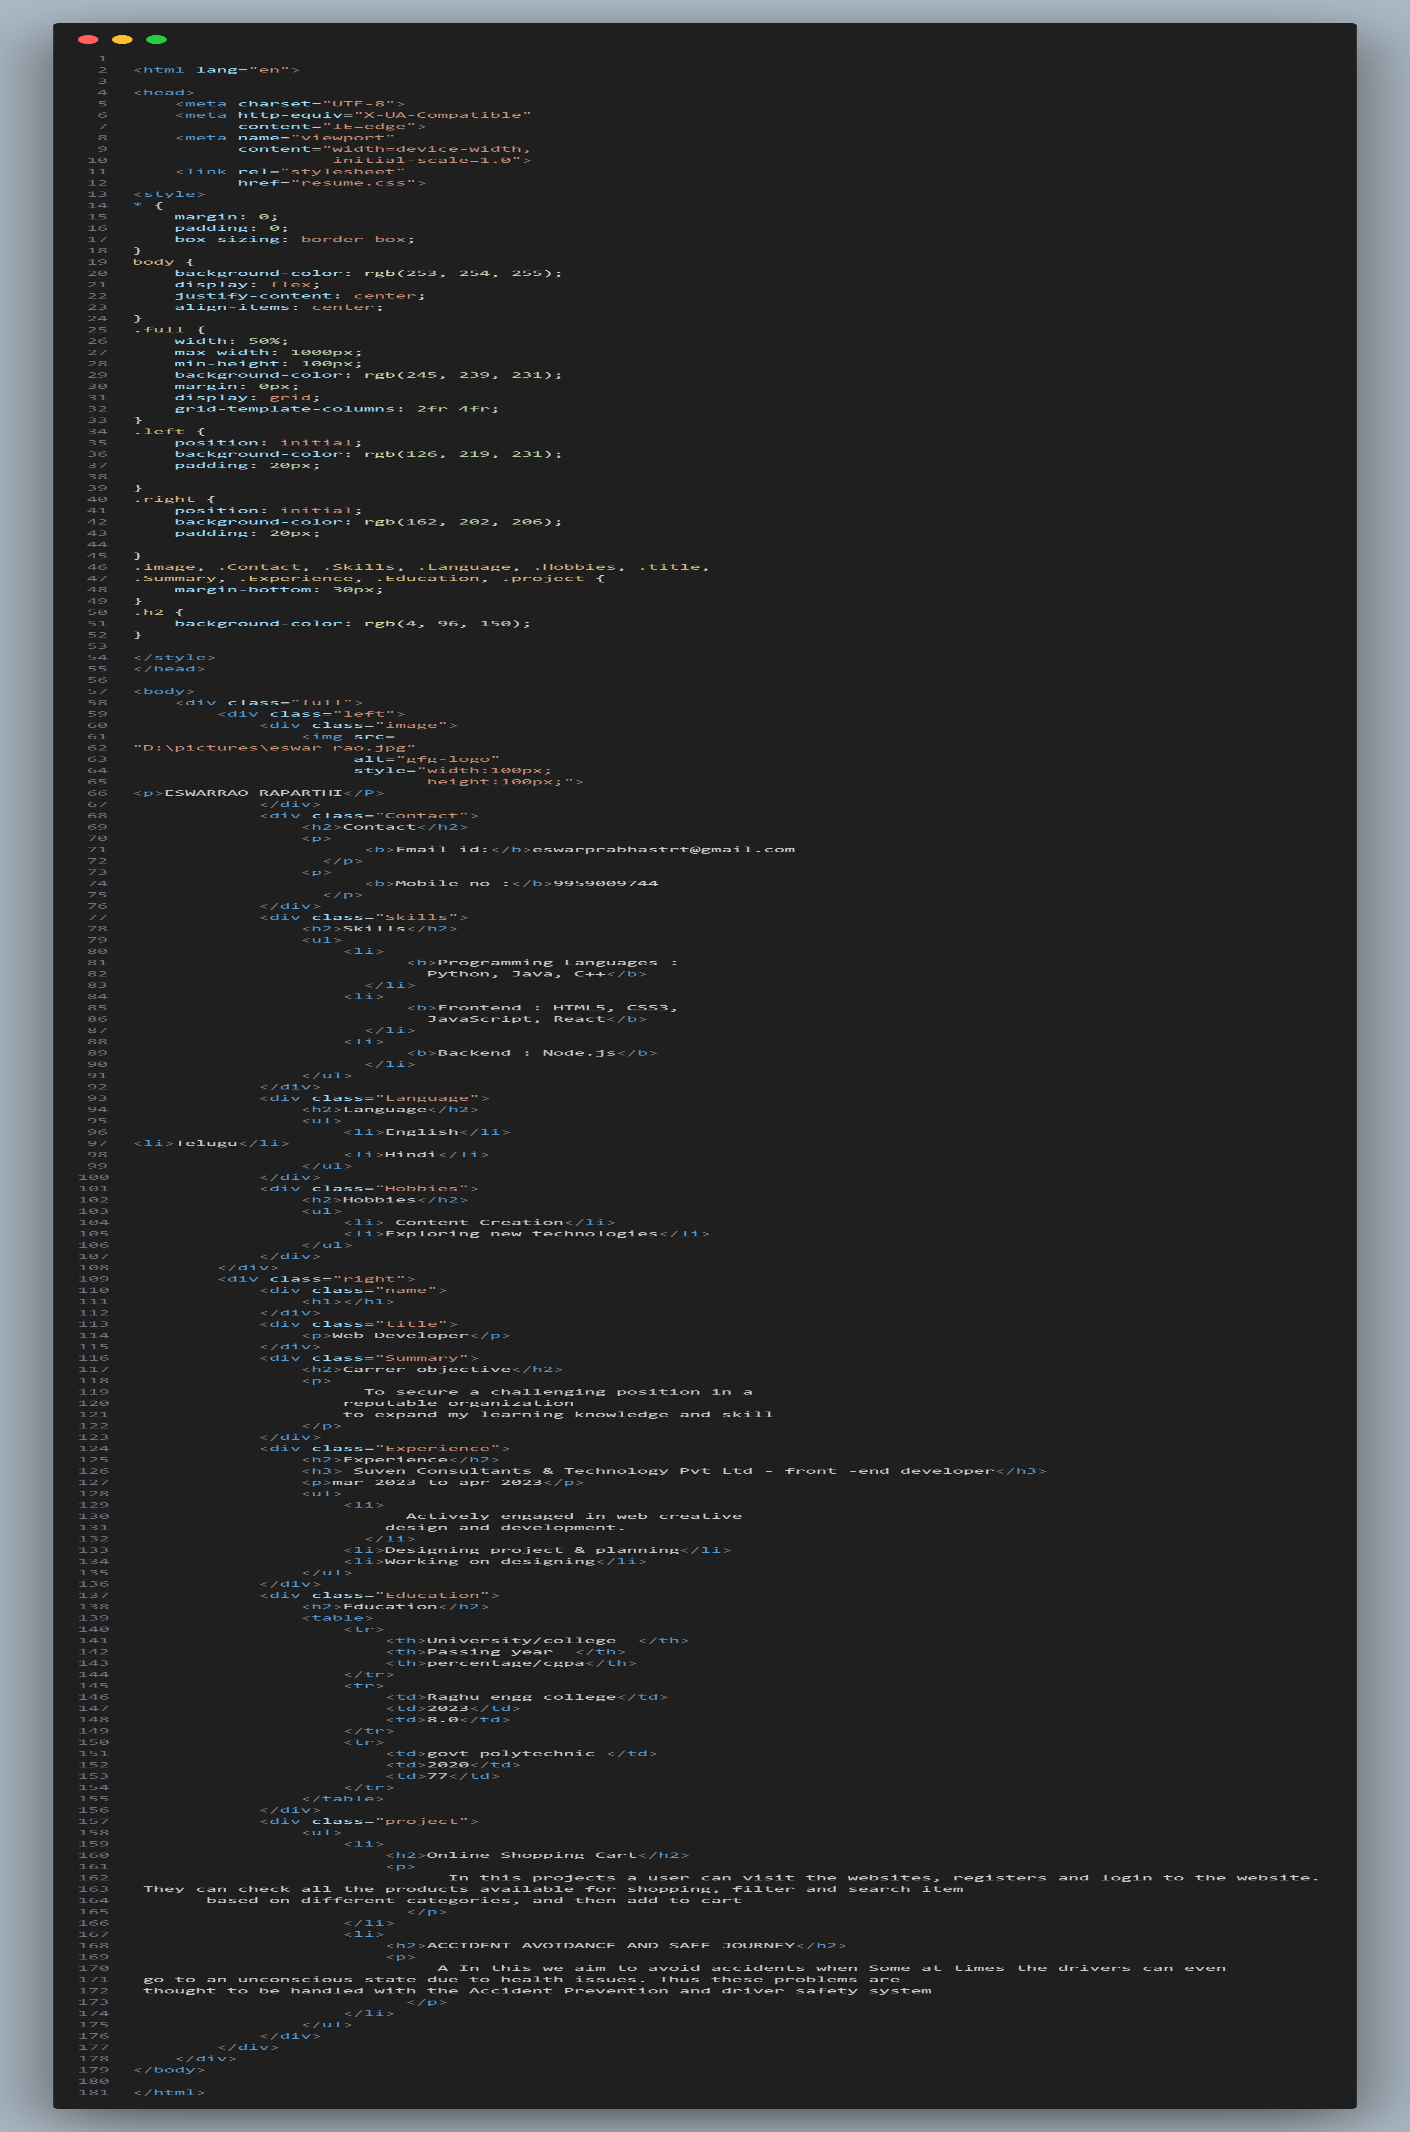 1
2 <html lang="en">
3
4 <head>
5     <meta charset="UTF-8">
6     <meta http-equiv="X-UA-Compatible"
7           content="IE=edge">
8     <meta name="viewport"
9           content="width=device-width,
10                    initial-scale=1.0">
11     <link rel="stylesheet"
12           href="resume.css">
13 <style>
14 * {
15     margin: 0;
16     padding: 0;
17     box-sizing: border-box;
18 }
19 body {
20     background-color: rgb(253, 254, 255);
21     display: flex;
22     justify-content: center;
23     align-items: center;
24 }
25 .full {
26     width: 50%;
27     max-width: 1000px;
28     min-height: 100px;
29     background-color: rgb(245, 239, 231);
30     margin: 0px;
31     display: grid;
32     grid-template-columns: 2fr 4fr;
33 }
34 .left {
35     position: initial;
36     background-color: rgb(126, 219, 231);
37     padding: 20px;
38
39 }
40 .right {
41     position: initial;
42     background-color: rgb(162, 202, 206);
43     padding: 20px;
44
45 }
46 .image, .Contact, .Skills, .Language, .Hobbies, .title,
47 .Summary, .Experience, .Education, .project {
48     margin-bottom: 30px;
49 }
50 .h2 {
51     background-color: rgb(4, 96, 150);
52 }
53
54 </style>
55 </head>
56
57 <body>
58     <div class="full">
59         <div class="left">
60             <div class="image">
61                 <img src=
62 "D:\pictures\eswar rao.jpg"
63                      alt="gfg-logo"
64                      style="width:100px;
65                             height:100px;">
66 <p>ESWARRAO RAPARTHI</P>
67             </div>
68             <div class="Contact">
69                 <h2>Contact</h2>
70                 <p>
71                       <b>Email id:</b>eswarprabhastrt@gmail.com
72                   </p>
73                 <p>
74                       <b>Mobile no :</b>9959009744
75                   </p>
76             </div>
77             <div class="Skills">
78                 <h2>Skills</h2>
79                 <ul>
80                     <li>
81                           <b>Programming Languages :
82                             Python, Java, C++</b>
83                       </li>
84                     <li>
85                           <b>Frontend : HTML5, CSS3,
86                             JavaScript, React</b>
87                       </li>
88                     <li>
89                           <b>Backend : Node.js</b>
90                       </li>
91                 </ul>
92             </div>
93             <div class="Language">
94                 <h2>Language</h2>
95                 <ul>
96                     <li>English</li>
97 <li>Telugu</li>
98                     <li>Hindi</li>
99                 </ul>
100             </div>
101             <div class="Hobbies">
102                 <h2>Hobbies</h2>
103                 <ul>
104                     <li> Content Creation</li>
105                     <li>Exploring new technologies</li>
106                 </ul>
107             </div>
108         </div>
109         <div class="right">
110             <div class="name">
111                 <h1></h1>
112             </div>
113             <div class="title">
114                 <p>Web Developer</p>
115             </div>
116             <div class="Summary">
117                 <h2>Carrer objective</h2>
118                 <p>
119                       To secure a challenging position in a
120                     reputable organization
121                     to expand my learning knowledge and skill
122                 </p>
123             </div>
124             <div class="Experience">
125                 <h2>Experience</h2>
126                 <h3> Suven Consultants & Technology Pvt Ltd - front -end developer</h3>
127                 <p>mar 2023 to apr 2023</p>
128                 <ul>
129                     <li>
130                           Actively engaged in web creative
131                         design and development.
132                       </li>
133                     <li>Designing project & planning</li>
134                     <li>Working on designing</li>
135                 </ul>
136             </div>
137             <div class="Education">
138                 <h2>Education</h2>
139                 <table>
140                     <tr>
141                         <th>University/college  </th>
142                         <th>Passing year  </th>
143                         <th>percentage/cgpa</th>
144                     </tr>
145                     <tr>
146                         <td>Raghu engg college</td>
147                         <td>2023</td>
148                         <td>8.0</td>
149                     </tr>
150                     <tr>
151                         <td>govt polytechnic </td>
152                         <td>2020</td>
153                         <td>77</td>
154                     </tr>
155                 </table>
156             </div>
157             <div class="project">
158                 <ul>
159                     <li>
160                         <h2>Online Shopping Cart</h2>
161                         <p>
162                               In this projects a user can visit the websites, registers and login to the website.
163  They can check all the products available for shopping, filter and search item
164        based on different categories, and then add to cart
165                           </p>
166                     </li>
167                     <li>
168                         <h2>ACCIDENT AVOIDANCE AND SAFE JOURNEY</h2>
169                         <p>
170                              A In this we aim to avoid accidents when Some at times the drivers can even
171  go to an unconscious state due to health issues. Thus these problems are
172  thought to be handled with the Accident Prevention and driver safety system
173                           </p>
174                     </li>
175                 </ul>
176             </div>
177         </div>
178     </div>
179 </body>
180
181 </html>